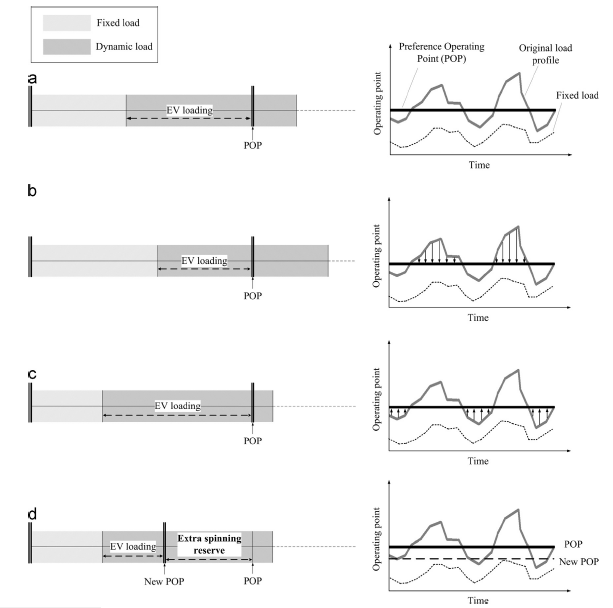 Fixed load
Dynamic load
a
EV loading
POP
Preference Operating
Point (POP)
Original load
profile
Fixed load
Operating point
Time
b
EV loading
POP
Operating point
Time
c
EV loading
POP
Operating point
Time
d
EV loading
Extra spinning
reserve
New POP
POP
Operating point
POP
New POP
Time